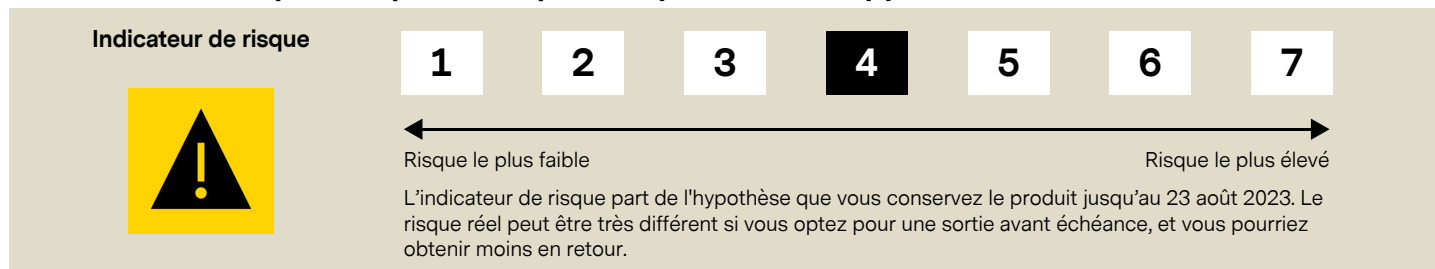 Indicateur de risque
1 2 3 4 5 6 7
Risque le plus faible Risque le plus élevé
L’indicateur de risque part de l'hypothèse que vous conservez le produit jusqu’au 23 août 2023. Le
risque réel peut être très différent si vous optez pour une sortie avant échéance, et vous pourriez
obtenir moins en retour.